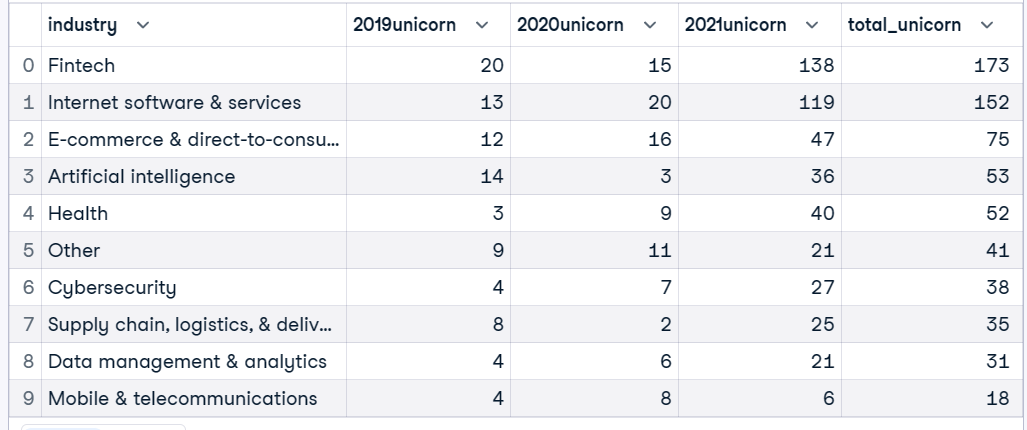 industry 2019unicorn 2020unicorn 2021unicorn total_unicorn
0 Fintech 20 15 138 173
1 Internet software & services 13 20 119 152
2 E-commerce & direct-to-consu... 12 16 47 75
3 Artificial intelligence 14 3 36 53
4 Health 3 9 40 52
5 Other 9 11 21 41
6 Cybersecurity 4 7 27 38
7 Supply chain, logistics, & deliv... 8 2 25 35
8 Data management & analytics 4 6 21 31
9 Mobile & telecommunications 4 8 6 18